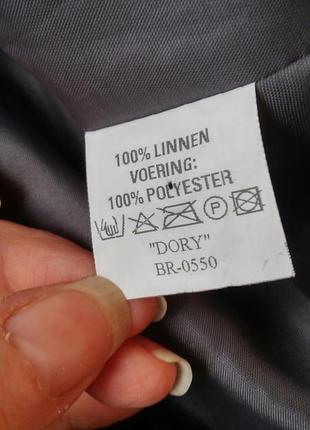 100% LINNEN
VOERING:
100% POLYESTER
P
"DORY"
BR-0550